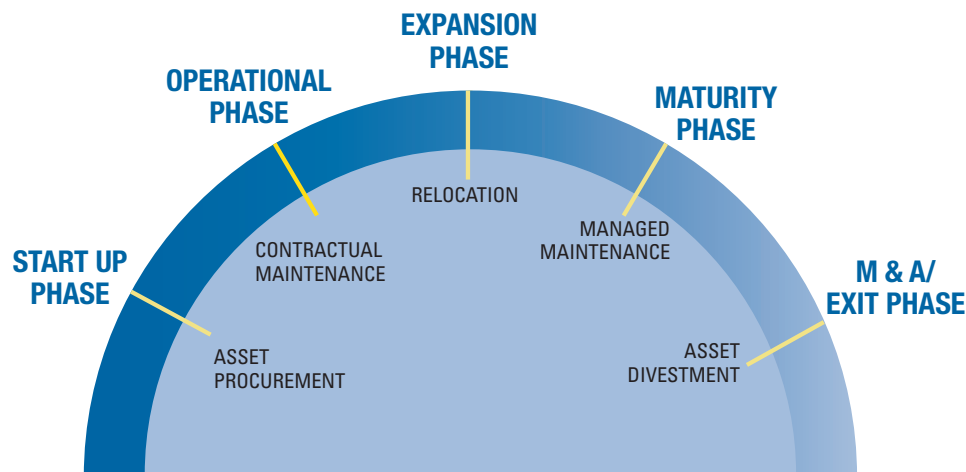 EXPANSION
PHASE
OPERATIONAL
PHASE
MATURITY
PHASE
RELOCATION
CONTRACTUAL
MAINTENANCE
MANAGED
MAINTENANCE
START UP
PHASE
M & A/
EXIT PHASE
ASSET
PROCUREMENT
ASSET
DIVESTMENT